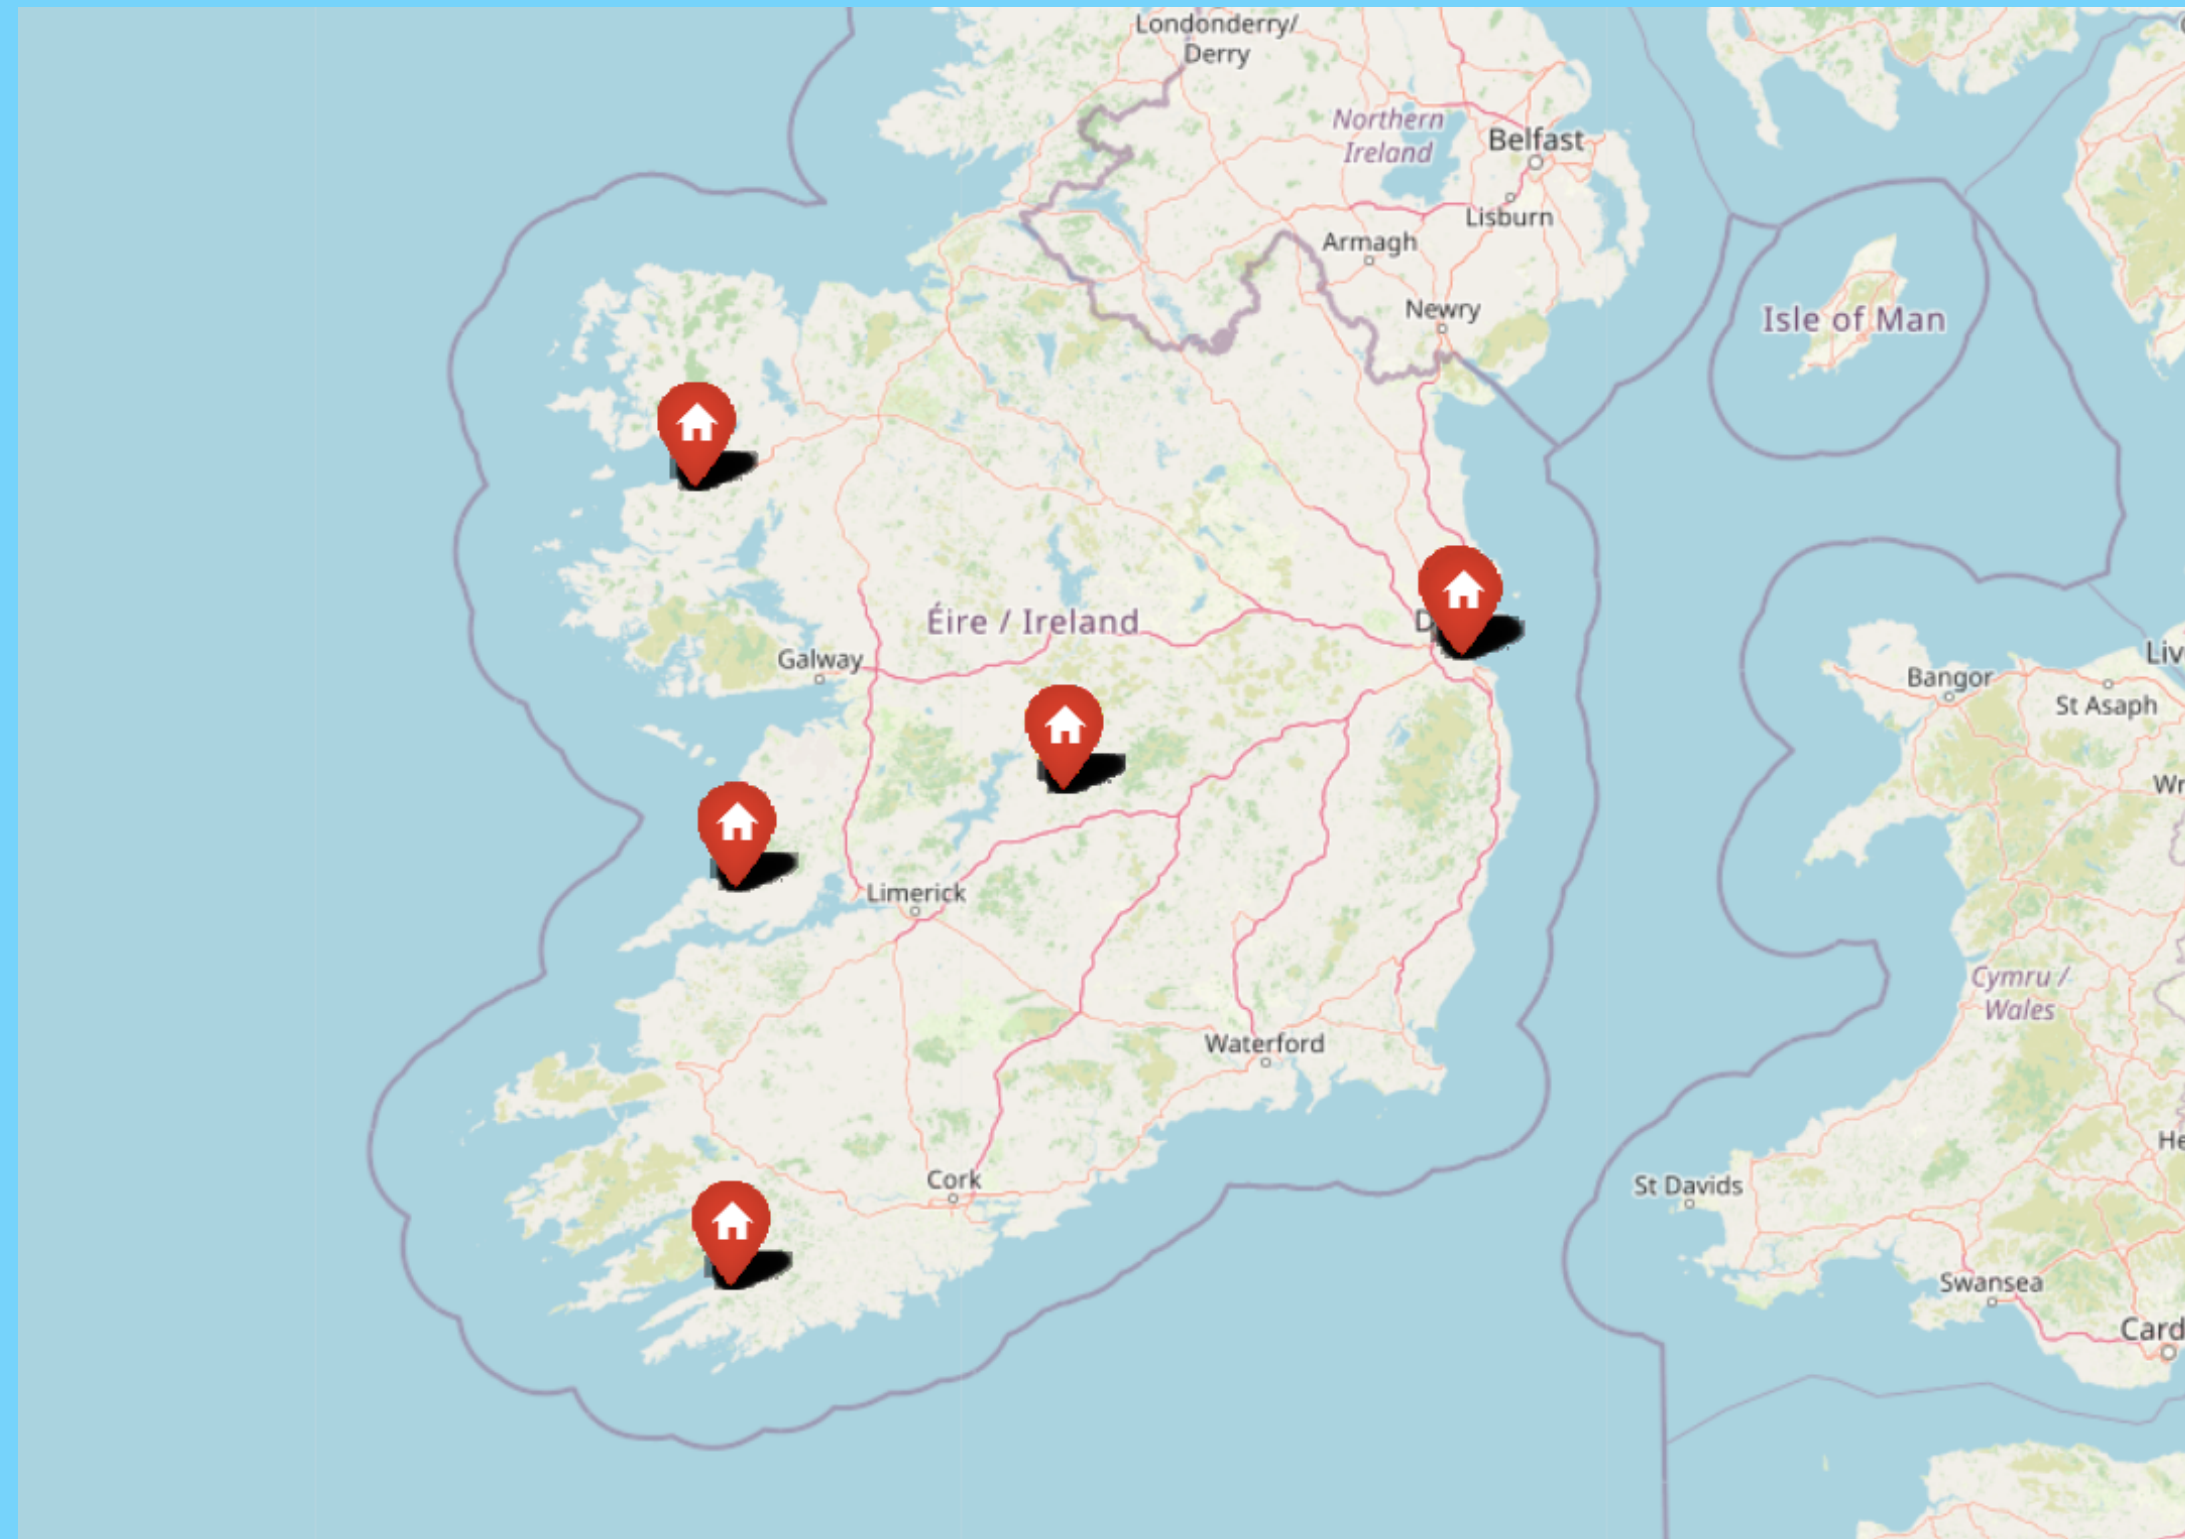 Londonderry/
Derry
Northern
Ireland
Belfast
Lisburn
Armagh
Newry
Isle of Man
Éire / Ireland
Galway
Bangor
St Asaph
Limerick
Cymru /
Wales
Waterford
Cork
St Davids
Swansea